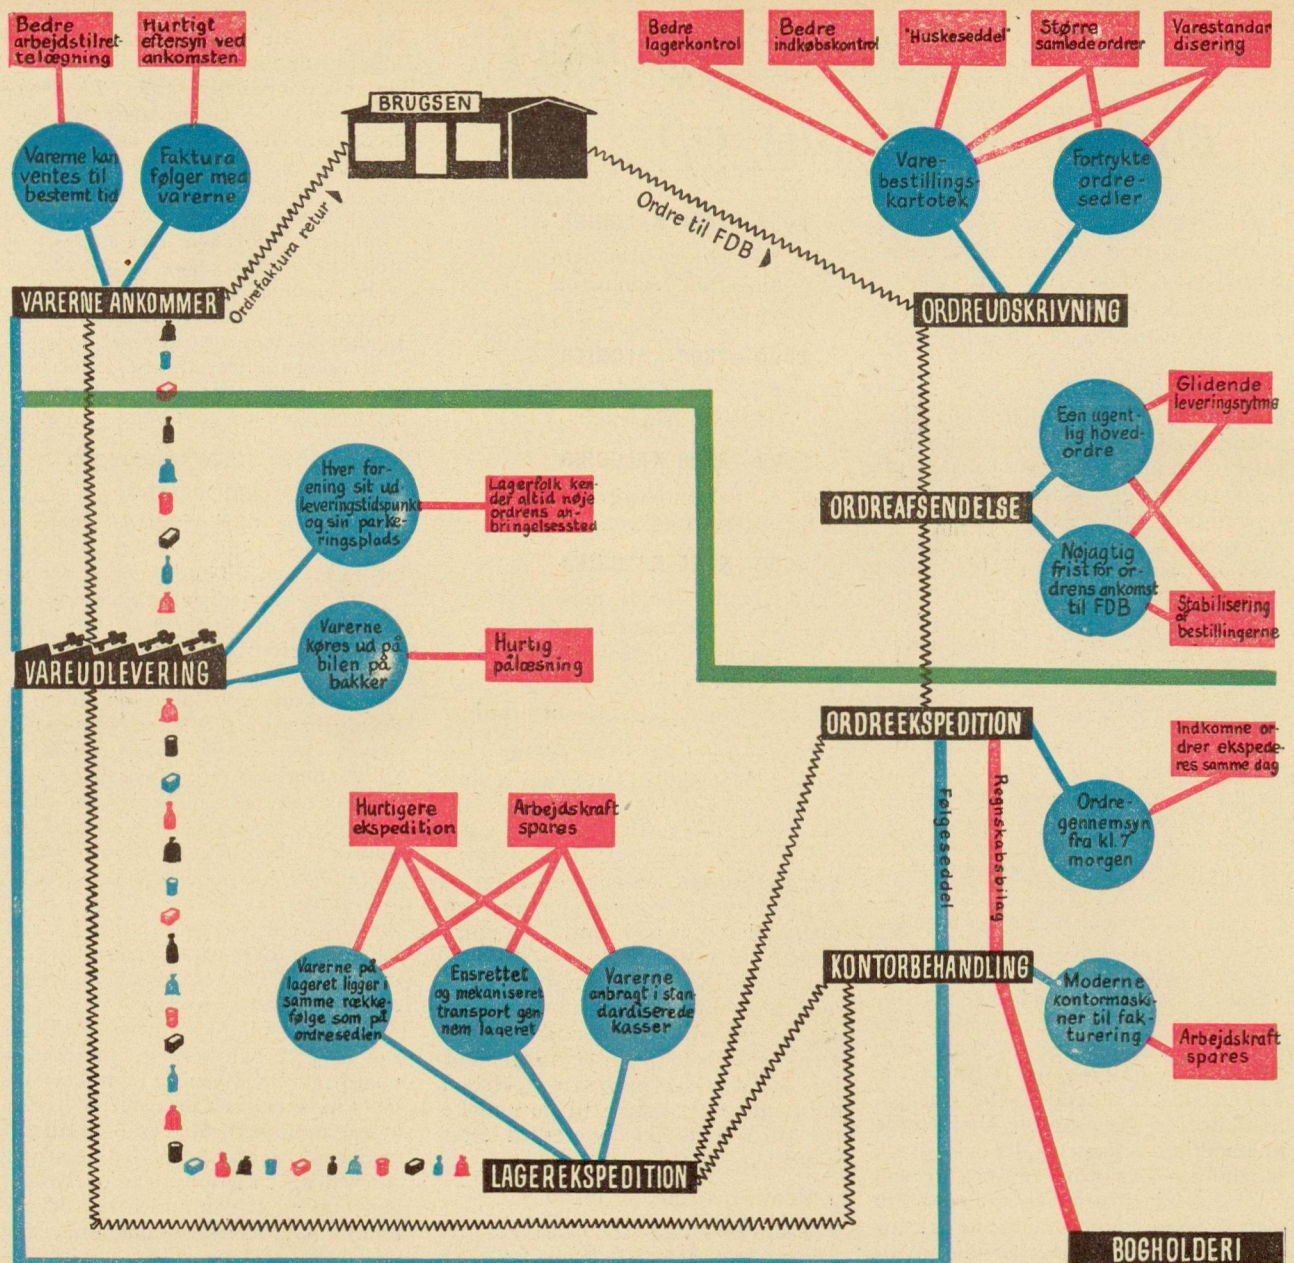 Bedre
arbejdstilret-
telægning
Hurtigt
eftersyn ved
ankomsten
Bedre
lagerkontrol
Bedre
indkøbskontrol
"Huskeseddel"
Større
samlede ordrer
Varestandar
disering
BRUGSEN
Varerne kan
ventes til
bestemt tid
Faktura
følger med
varerne
Vare-
bestillings-
kartotek
Fortrykte
ordre-
sedler
Ordrefaktura retur
Ordre til FDB
VARERNE ANKOMMER
ORDREUDSKRIVNING
Een ugent-
lig hoved-
ordre
Glidende
leveringsrytme
Hver for-
ening sit ud-
leveringstidspunkt
og sin parke-
ringsplads
Lagerfolk ken-
der altid nøje
ordrens an-
bringelsessted
ORDREAFSENDELSE
Nøjagtig
frist for or-
drens ankomst
til FDB
Stabilisering
af
bestillingerne
Varerne
køres ud på
bilen på
bakker
Hurtig
pålæsning
VAREUDLEVERING
ORDREEKSPEDITION
Indkomne or-
drer ekspede-
res samme dag
Følgeseddel
Regnskabsbilag
Ordre-
gennemsyn
fra kl. 7
morgen
Hurtigere
ekspedition
Arbejdskraft
spares
Varerne på
lageret ligger i
samme række-
følge som på
ordresedlen
Ensrettet
og mekaniseret
transport gen-
nem lageret
Varerne
anbragt i stan-
dardiserede
kasser
KONTORBEHANDLING
Moderne
kontormaski-
ner til fak-
turering
Arbejdskraft
spares
LAGEREKSPEDITION
BOGHOLDERI